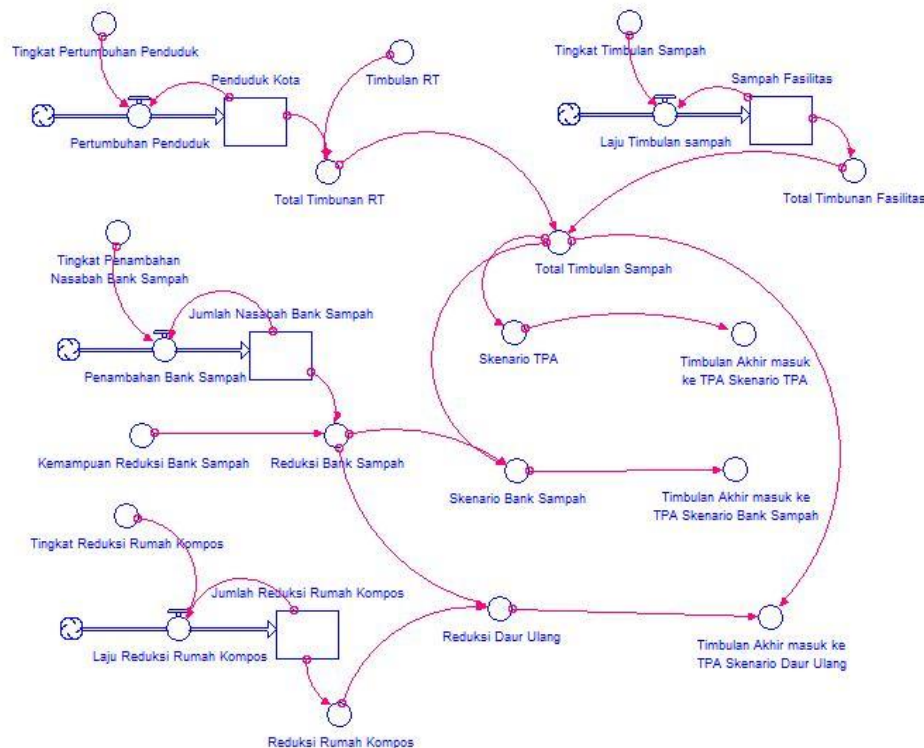 Tingkat Pertumbuhan Penduduk
Penduduk Kota
Timbulan RT
Pertumbuhan Penduduk
Total Timbunan RT
Tingkat Timbulan Sampah
Sampah Fasilitas
Laju Timbulan sampah
Total Timbunan Fasilitas
Total Timbulan Sampah
Tingkat Penambahan
Nasabah Bank Sampah
Jumlah Nasabah Bank Sampah
Penambahan Bank Sampah
Skenario TPA
Timbulan Akhir masuk
ke TPA Skenario TPA
Kemampuan Reduksi Bank Sampah
Reduksi Bank Sampah
Skenario Bank Sampah
Timbulan Akhir masuk ke
TPA Skenario Bank Sampah
Tingkat Reduksi Rumah Kompos
Jumlah Reduksi Rumah Kompos
Laju Reduksi Rumah Kompos
Reduksi Daur Ulang
Timbulan Akhir masuk ke
TPA Skenario Daur Ulang
Reduksi Rumah Kompos